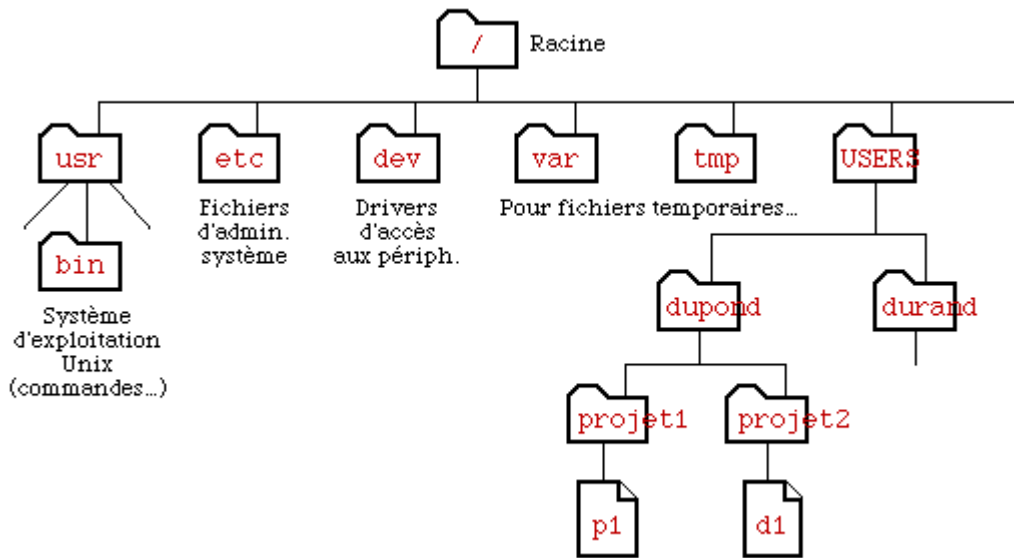 / Racine
usr etc dev var tmp USERS
Fichiers
d'admin.
système
Drivers
d'accès
aux périph.
Pour fichiers temporaires...
bin
Système
d'exploitation
Unix
(commandes...)
dupond durand
projet1 projet2
p1 d1